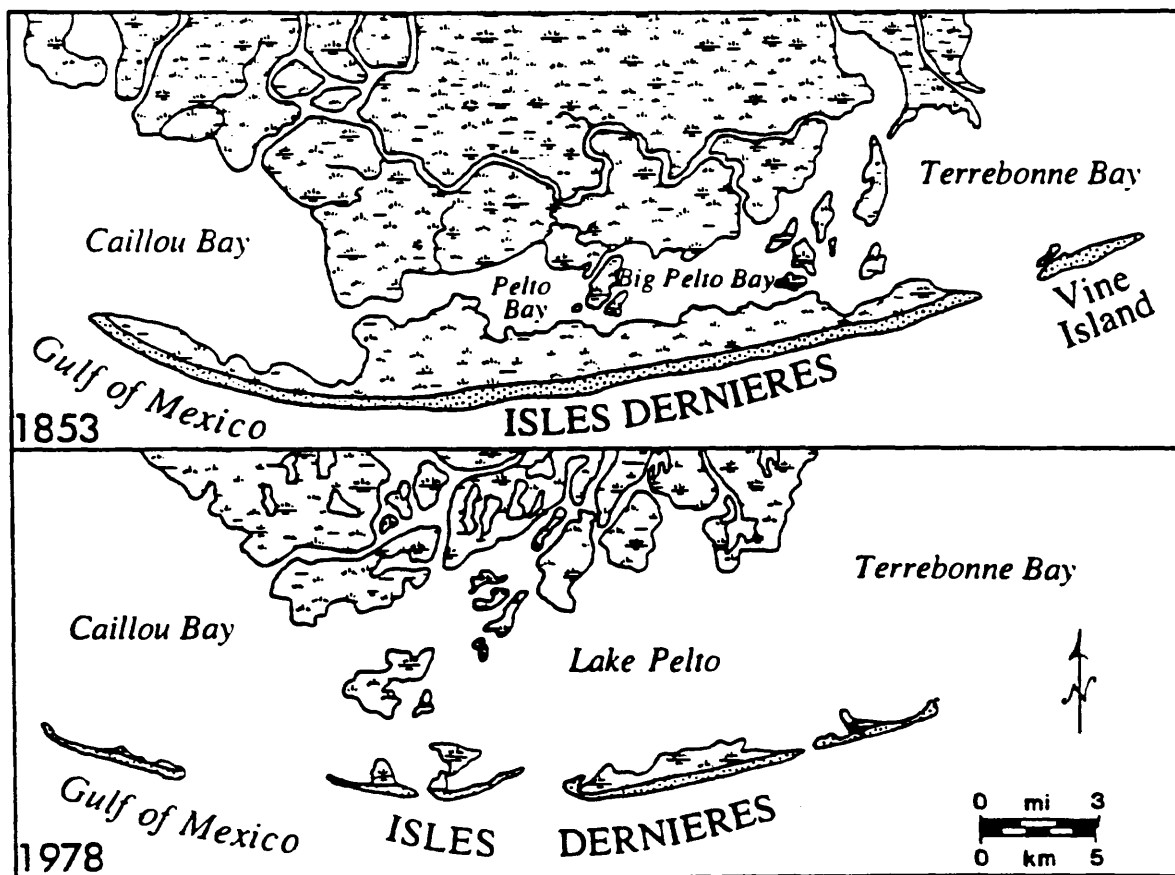 Terrebonne Bay
Caillou Bay
Pelto
Bay
Big Pelto Bay
Vine
Island
Gulf of Mexico
ISLES DERNIERES
1853
Terrebonne Bay
Caillou Bay
Lake Pelto
N
Gulf of Mexico
ISLES DERNIERES
0 mi 3
0 km 5
1978